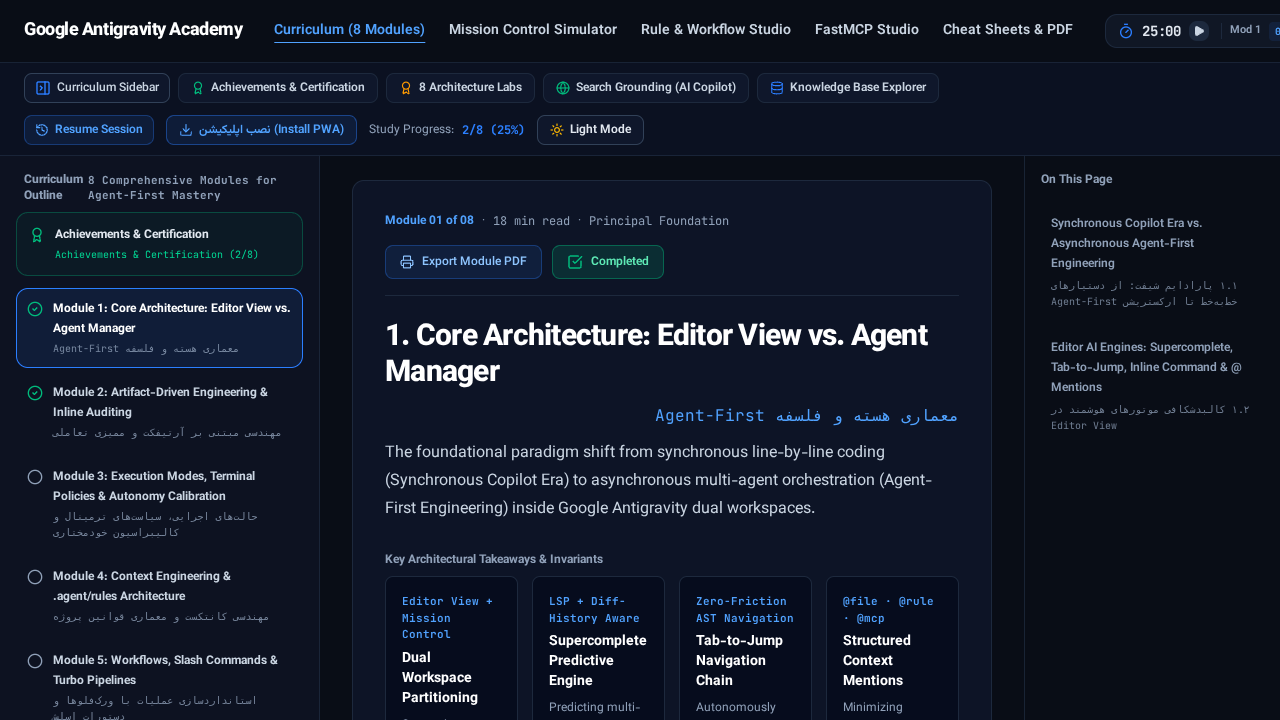 Google Antigravity Academy
Curriculum (8 Modules)
Mission Control Simulator
Rule & Workflow Studio
FastMCP Studio
Cheat Sheets & PDF
25:00
Mod 1
Curriculum Sidebar
Achievements & Certification
8 Architecture Labs
Search Grounding (AI Copilot)
Knowledge Base Explorer
Resume Session
نصب اپلیکیشن (Install PWA)
Study Progress: 2/8 (25%)
Light Mode
Curriculum Outline
8 Comprehensive Modules for
Agent-First Mastery
Achievements & Certification
Achievements & Certification (2/8)
Module 1: Core Architecture: Editor View vs.
Agent Manager
معماری هسته و فلسفه Agent-First
Module 2: Artifact-Driven Engineering &
Inline Auditing
مهندسی مبتنی بر آرتیفکت و ممیزی تعاملی
Module 3: Execution Modes, Terminal
Policies & Autonomy Calibration
حالت‌های اجرایی، سیاست‌های ترمینال و
کالیبراسیون خودمختاری
Module 4: Context Engineering &
.agent/rules Architecture
مهندسی کانتکست و معماری قوانین پروژه
Module 5: Workflows, Slash Commands &
Turbo Pipelines
استانداردسازی عملیات با ورک‌فلوها و
دستورات اسلش
Module 01 of 08 · 18 min read · Principal Foundation
Export Module PDF
Completed
1. Core Architecture: Editor View vs. Agent
Manager
معماری هسته و فلسفه Agent-First
The foundational paradigm shift from synchronous line-by-line coding
(Synchronous Copilot Era) to asynchronous multi-agent orchestration (Agent-
First Engineering) inside Google Antigravity dual workspaces.
Key Architectural Takeaways & Invariants
Editor View +
Mission
Control
Dual
Workspace
Partitioning
LSP + Diff-
History Aware
Supercomplete
Predictive
Engine
Predicting multi-
Zero-Friction
AST Navigation
Tab-to-Jump
Navigation
Chain
Autonomously
@file · @rule
· @mcp
Structured
Context
Mentions
Minimizing
On This Page
Synchronous Copilot Era vs.
Asynchronous Agent-First
Engineering
۱.۱ پارادایم شیفت: از دستیارهای
خط‌به‌خط تا ارکستریشن Agent-First
Editor AI Engines: Supercomplete,
Tab-to-Jump, Inline Command & @
Mentions
۱.۲ کالبدشکافی موتورهای هوشمند در
Editor View